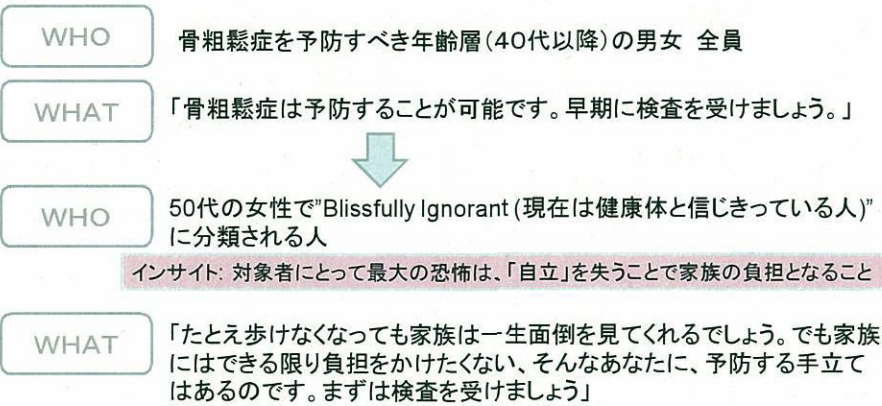 WHO
骨粗鬆症を予防すべき年齢層(40代以降)の男女 全員
WHAT
「骨粗鬆症は予防することが可能です。早期に検査を受けましょう。」
WHO
50代の女性で"Blissfully Ignorant (現在は健康体と信じきっている人)"
に分類される人
インサイト: 対象者にとって最大の恐怖は、「自立」を失うことで家族の負担となること
WHAT
「たとえ歩けなくなっても家族は一生面倒を見てくれるでしょう。でも家族
にはできる限り負担をかけたくない、そんなあなたに、予防する手立て
はあるのです。まずは検査を受けましょう」